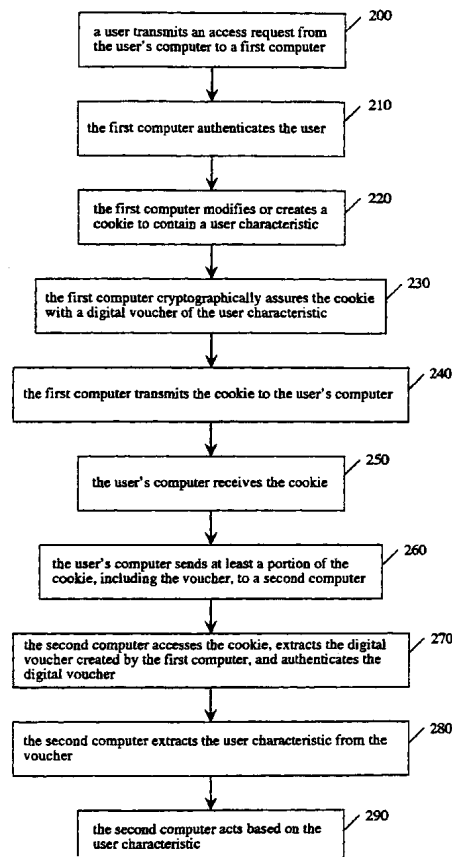 200
a user transmits an access request from
the user's computer to a first computer
210
the first computer authenticates the user
220
the first computer modifies or creates a
cookie to contain a user characteristic
230
the first computer cryptographically assures the cookie
with a digital voucher of the user characteristic
240
the first computer transmits the cookie to the user's computer
250
the user's computer receives the cookie
260
the user's computer sends at least a portion of the
cookie, including the voucher, to a second computer
270
the second computer accesses the cookie, extracts the digital
voucher created by the first computer, and authenticates the
digital voucher
280
the second computer extracts the user characteristic from the
voucher
290
the second computer acts based on the
user characteristic